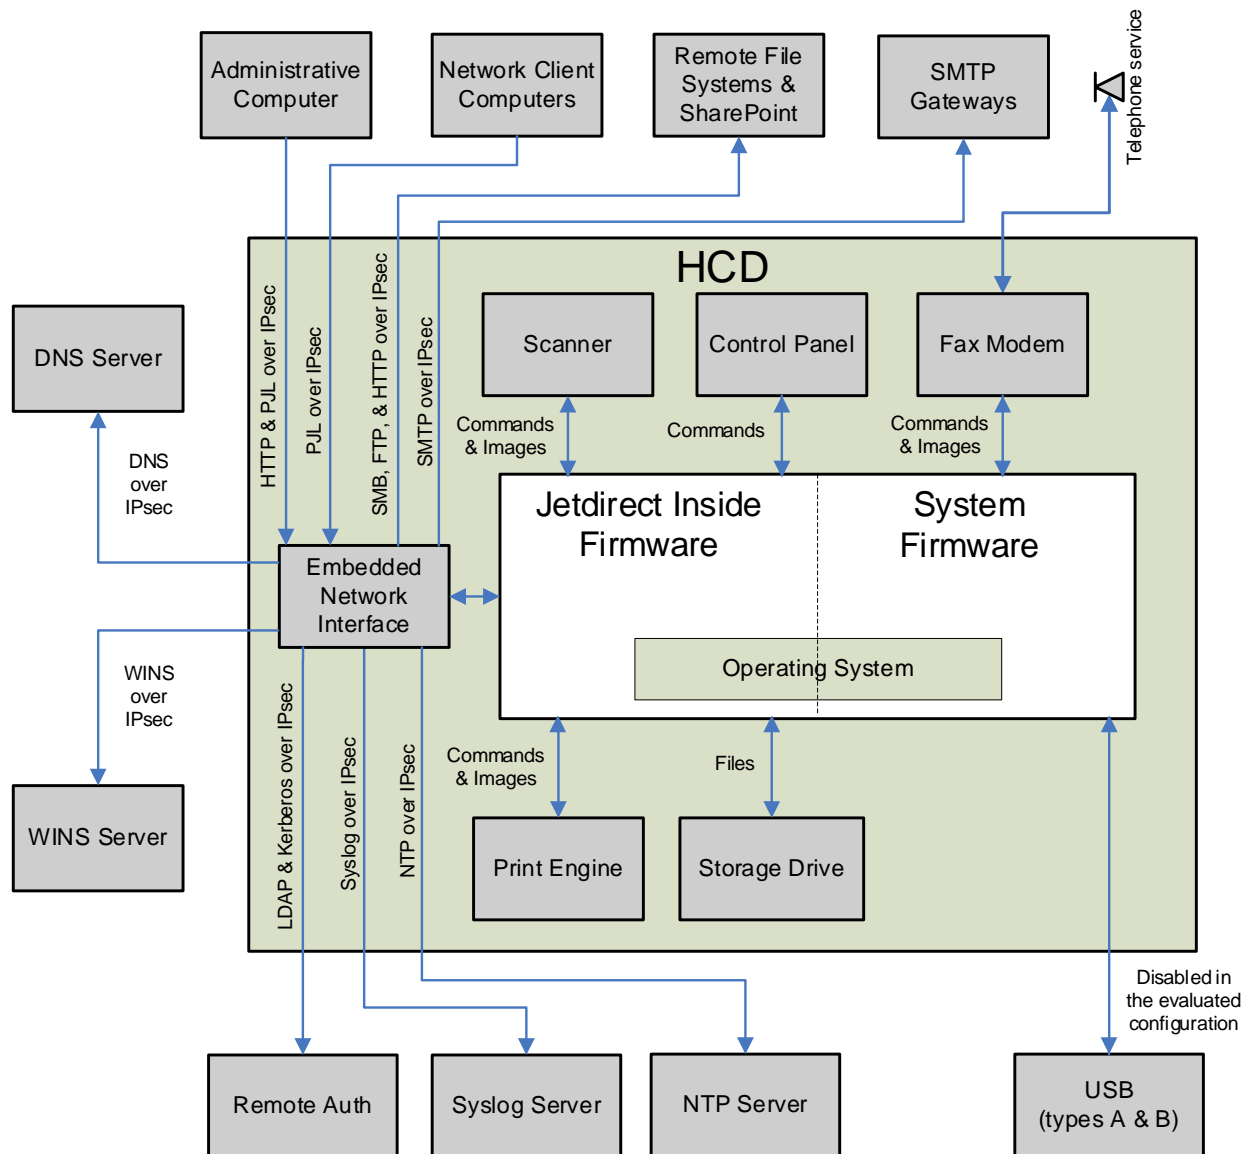 Administrative
Computer
Network Client
Computers
Remote File
Systems &
SharePoint
SMTP
Gateways
Telephone service
HCD
DNS Server
DNS
over
IPsec
HTTP & PJL over IPsec
PJL over IPsec
SMB, FTP, & HTTP over IPsec
SMTP over IPsec
Scanner
Control Panel
Fax Modem
Commands
& Images
Commands
Commands
& Images
Jetdirect Inside
Firmware
System
Firmware
Embedded
Network
Interface
Operating System
WINS
over
IPsec
WINS Server
LDAP & Kerberos over IPsec
Syslog over IPsec
NTP over IPsec
Commands
& Images
Files
Print Engine
Storage Drive
Disabled in
the evaluated
configuration
Remote Auth
Syslog Server
NTP Server
USB
(types A & B)